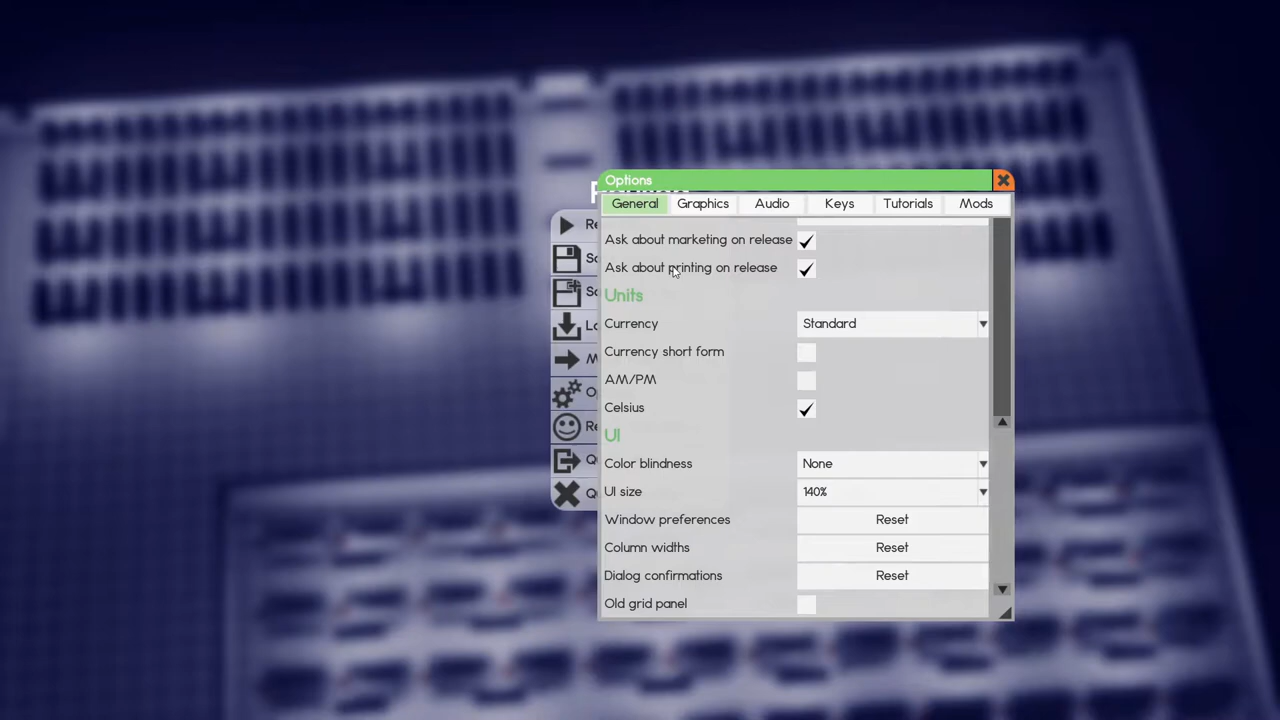 Options
General Graphics Audio Keys Tutorials Mods
Ask about marketing on release
Ask about printing on release
Units
Currency Standard
Currency short form
AM/PM
Celsius
UI
Color blindness None
UI size 140%
Window preferences Reset
Column widths Reset
Dialog confirmations Reset
Old grid panel